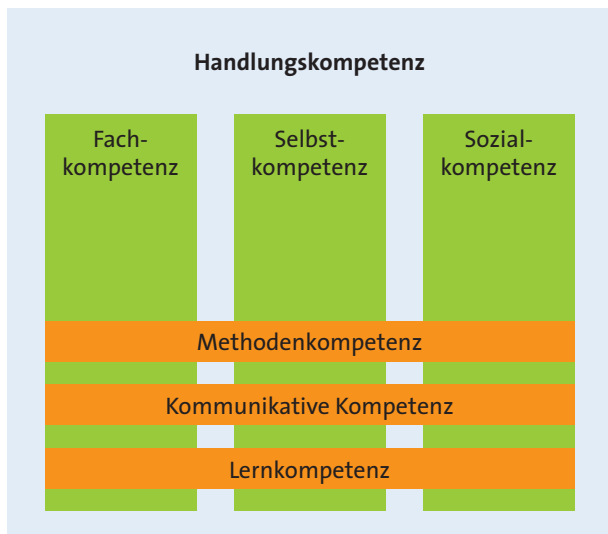 Handlungskompetenz
Fach-
kompetenz
Selbst-
kompetenz
Sozial-
kompetenz
Methodenkompetenz
Kommunikative Kompetenz
Lernkompetenz